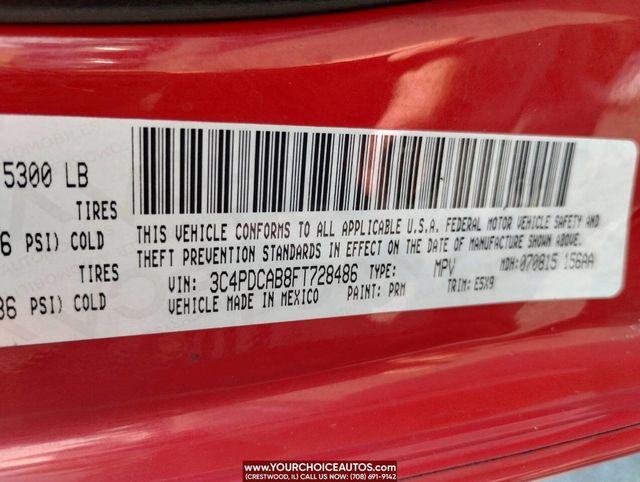 5300 LB
TIRES
6 PSI) COLD
TIRES
36 PSI) COLD
THIS VEHICLE CONFORMS TO ALL APPLICABLE U.S.A. FEDERAL MOTOR VEHICLE SAFETY AND
THEFT PREVENTION STANDARDS IN EFFECT ON THE DATE OF MANUFACTURE SHOWN ABOVE.
VIN: 3C4PDCAB8FT728486 TYPE: MPV MDH:070815 156AA
VEHICLE MADE IN MEXICO PAINT: PRM TRIM: E5X9
WWW.YOURCHOICEAUTOS.COM
(CRESTWOOD, IL) CALL US NOW: (708) 691-9142